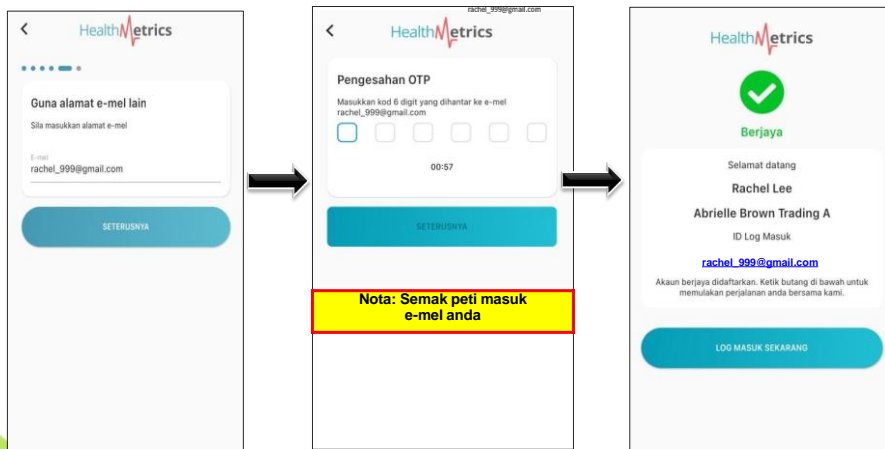 HealthMetrics
Guna alamat e-mel lain
Sila masukkan alamat e-mel
E-mel
rachel_999@gmail.com
SETERUSNYA
rachel_999@gmail.com
HealthMetrics
Pengesahan OTP
Masukkan kod 6 digit yang dihantar ke e-mel
rachel_999@gmail.com
00:57
SETERUSNYA
Nota: Semak peti masuk
e-mel anda
HealthMetrics
Berjaya
Selamat datang
Rachel Lee
Abrielle Brown Trading A
ID Log Masuk
rachel_999@gmail.com
Akaun berjaya didaftarkan. Ketik butang di bawah untuk
memulakan perjalanan anda bersama kami.
LOG MASUK SEKARANG